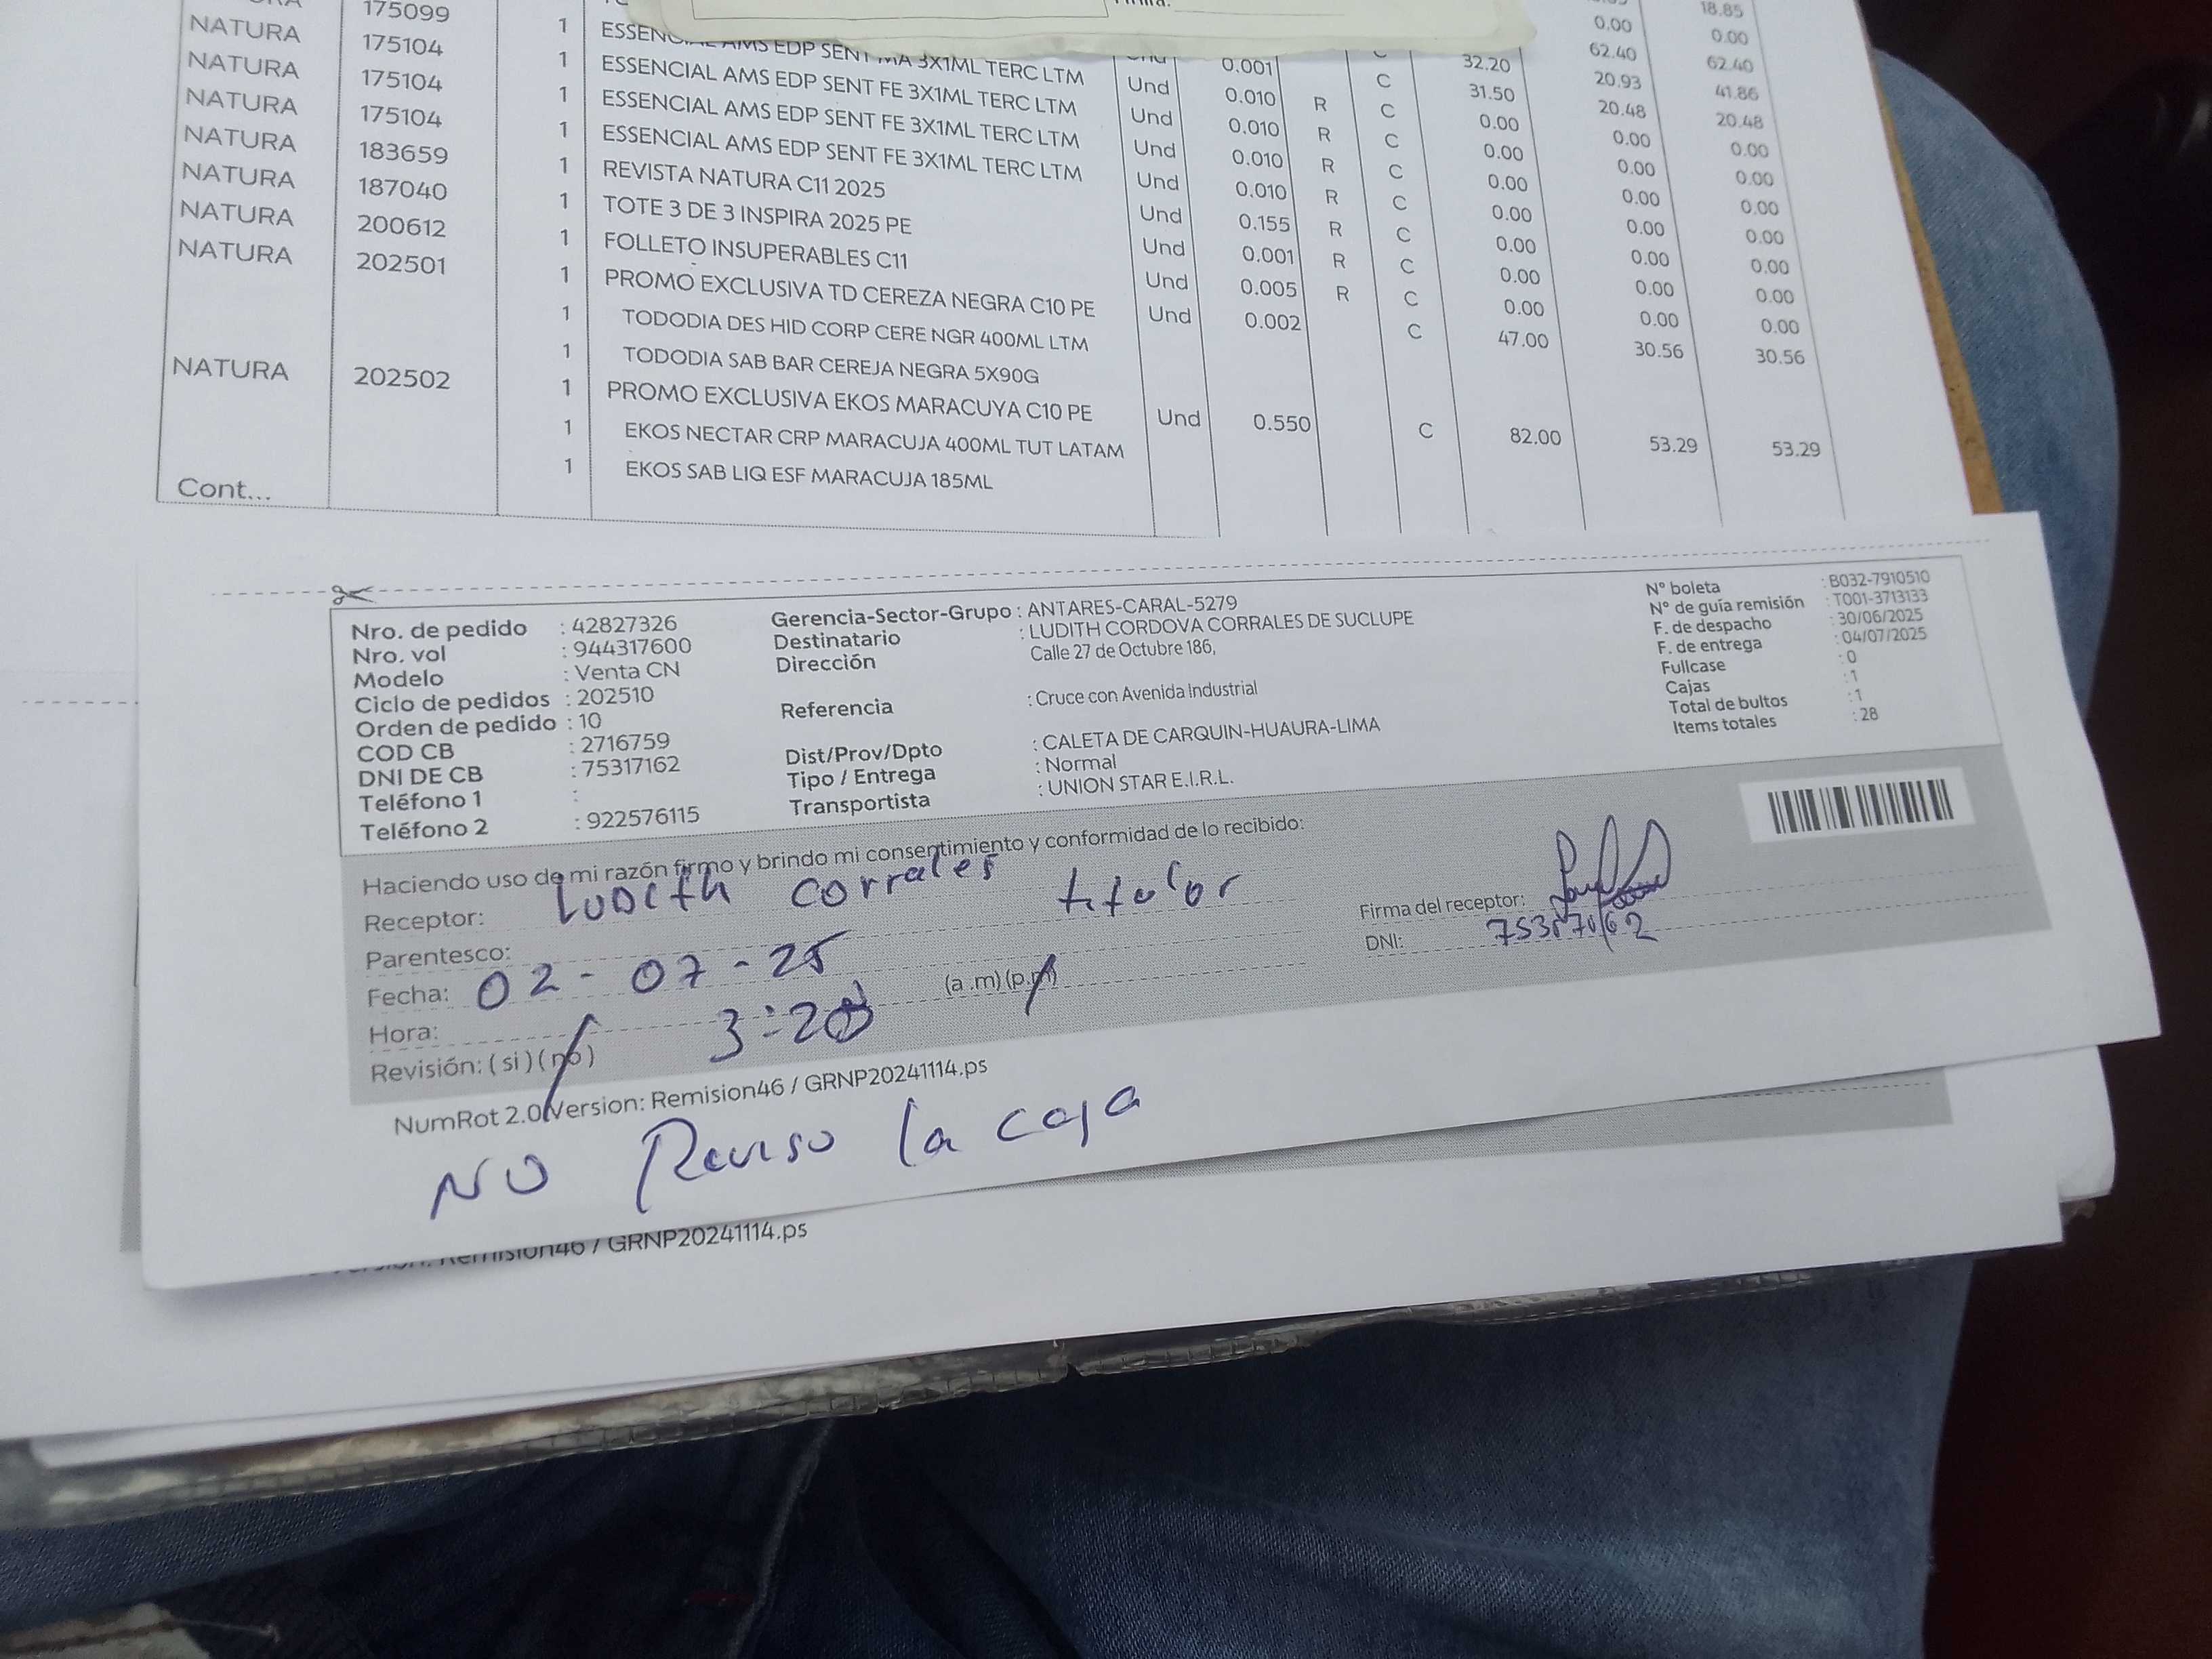 175099
NATURA 175104 1 ESSENCIAL AMS EDP SENT MA 3X1ML TERC LTM Und 0.001 C 32.20 62.40 62.40
NATURA 175104 1 ESSENCIAL AMS EDP SENT FE 3X1ML TERC LTM Und 0.010 R C 31.50 20.93 41.86
NATURA 175104 1 ESSENCIAL AMS EDP SENT FE 3X1ML TERC LTM Und 0.010 R C 0.00 20.48 20.48
NATURA 183659 1 ESSENCIAL AMS EDP SENT FE 3X1ML TERC LTM Und 0.010 R C 0.00 0.00 0.00
NATURA 187040 1 REVISTA NATURA C11 2025 Und 0.010 R C 0.00 0.00 0.00
NATURA 200612 1 TOTE 3 DE 3 INSPIRA 2025 PE Und 0.155 R C 0.00 0.00 0.00
NATURA 202501 1 FOLLETO INSUPERABLES C11 Und 0.001 R C 0.00 0.00 0.00
1 PROMO EXCLUSIVA TD CEREZA NEGRA C10 PE Und 0.005 R C 0.00 0.00 0.00
1 TODODIA DES HID CORP CERE NGR 400ML LTM Und 0.002 C 47.00 30.56 30.56
1 TODODIA SAB BAR CEREJA NEGRA 5X90G
NATURA 202502 1 PROMO EXCLUSIVA EKOS MARACUYA C10 PE Und 0.550 C 82.00 53.29 53.29
1 EKOS NECTAR CRP MARACUJA 400ML TUT LATAM
1 EKOS SAB LIQ ESF MARACUJA 185ML
Cont...
Nro. de pedido : 42827326
Nro. vol : 944317600
Modelo : Venta CN
Ciclo de pedidos : 202510
Orden de pedido : 10
COD CB : 2716759
DNI DE CB : 75317162
Teléfono 1 :
Teléfono 2 : 922576115
Gerencia-Sector-Grupo : ANTARES-CARAL-5279
Destinatario : LUDITH CORDOVA CORRALES DE SUCLUPE
Dirección Calle 27 de Octubre 186,
Referencia : Cruce con Avenida Industrial
Dist/Prov/Dpto : CALETA DE CARQUIN-HUAURA-LIMA
Tipo / Entrega : Normal
Transportista : UNION STAR E.I.R.L.
N° boleta : B032-7910510
N° de guía remisión : T001-3713133
F. de despacho : 30/06/2025
F. de entrega : 04/07/2025
Fullcase : 0
Cajas : 1
Total de bultos : 1
Items totales : 28
Haciendo uso de mi razón firmo y brindo mi consentimiento y conformidad de lo recibido:
Receptor: Ludith Corrales titular
Parentesco:
Fecha: 02-07-25
Hora: 3:20 (a.m)(p.m)
Revisión: (si)(no)
Firma del receptor:
DNI:
NumRot 2.0/Version: Remision46 / GRNP20241114.ps
NO Reviso la caja
Remision46 / GRNP20241114.ps